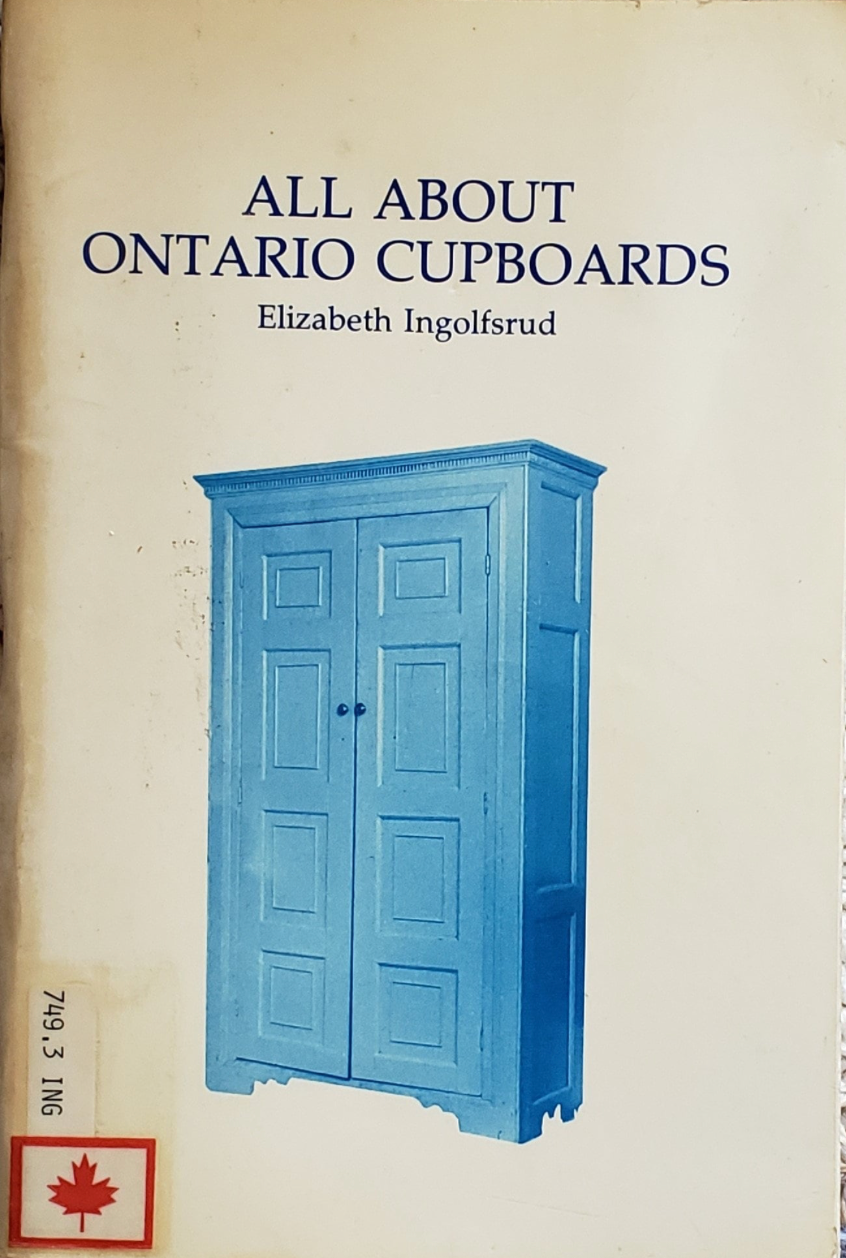 ALL ABOUT
ONTARIO CUPBOARDS
Elizabeth Ingolfsrud
749.3 ING